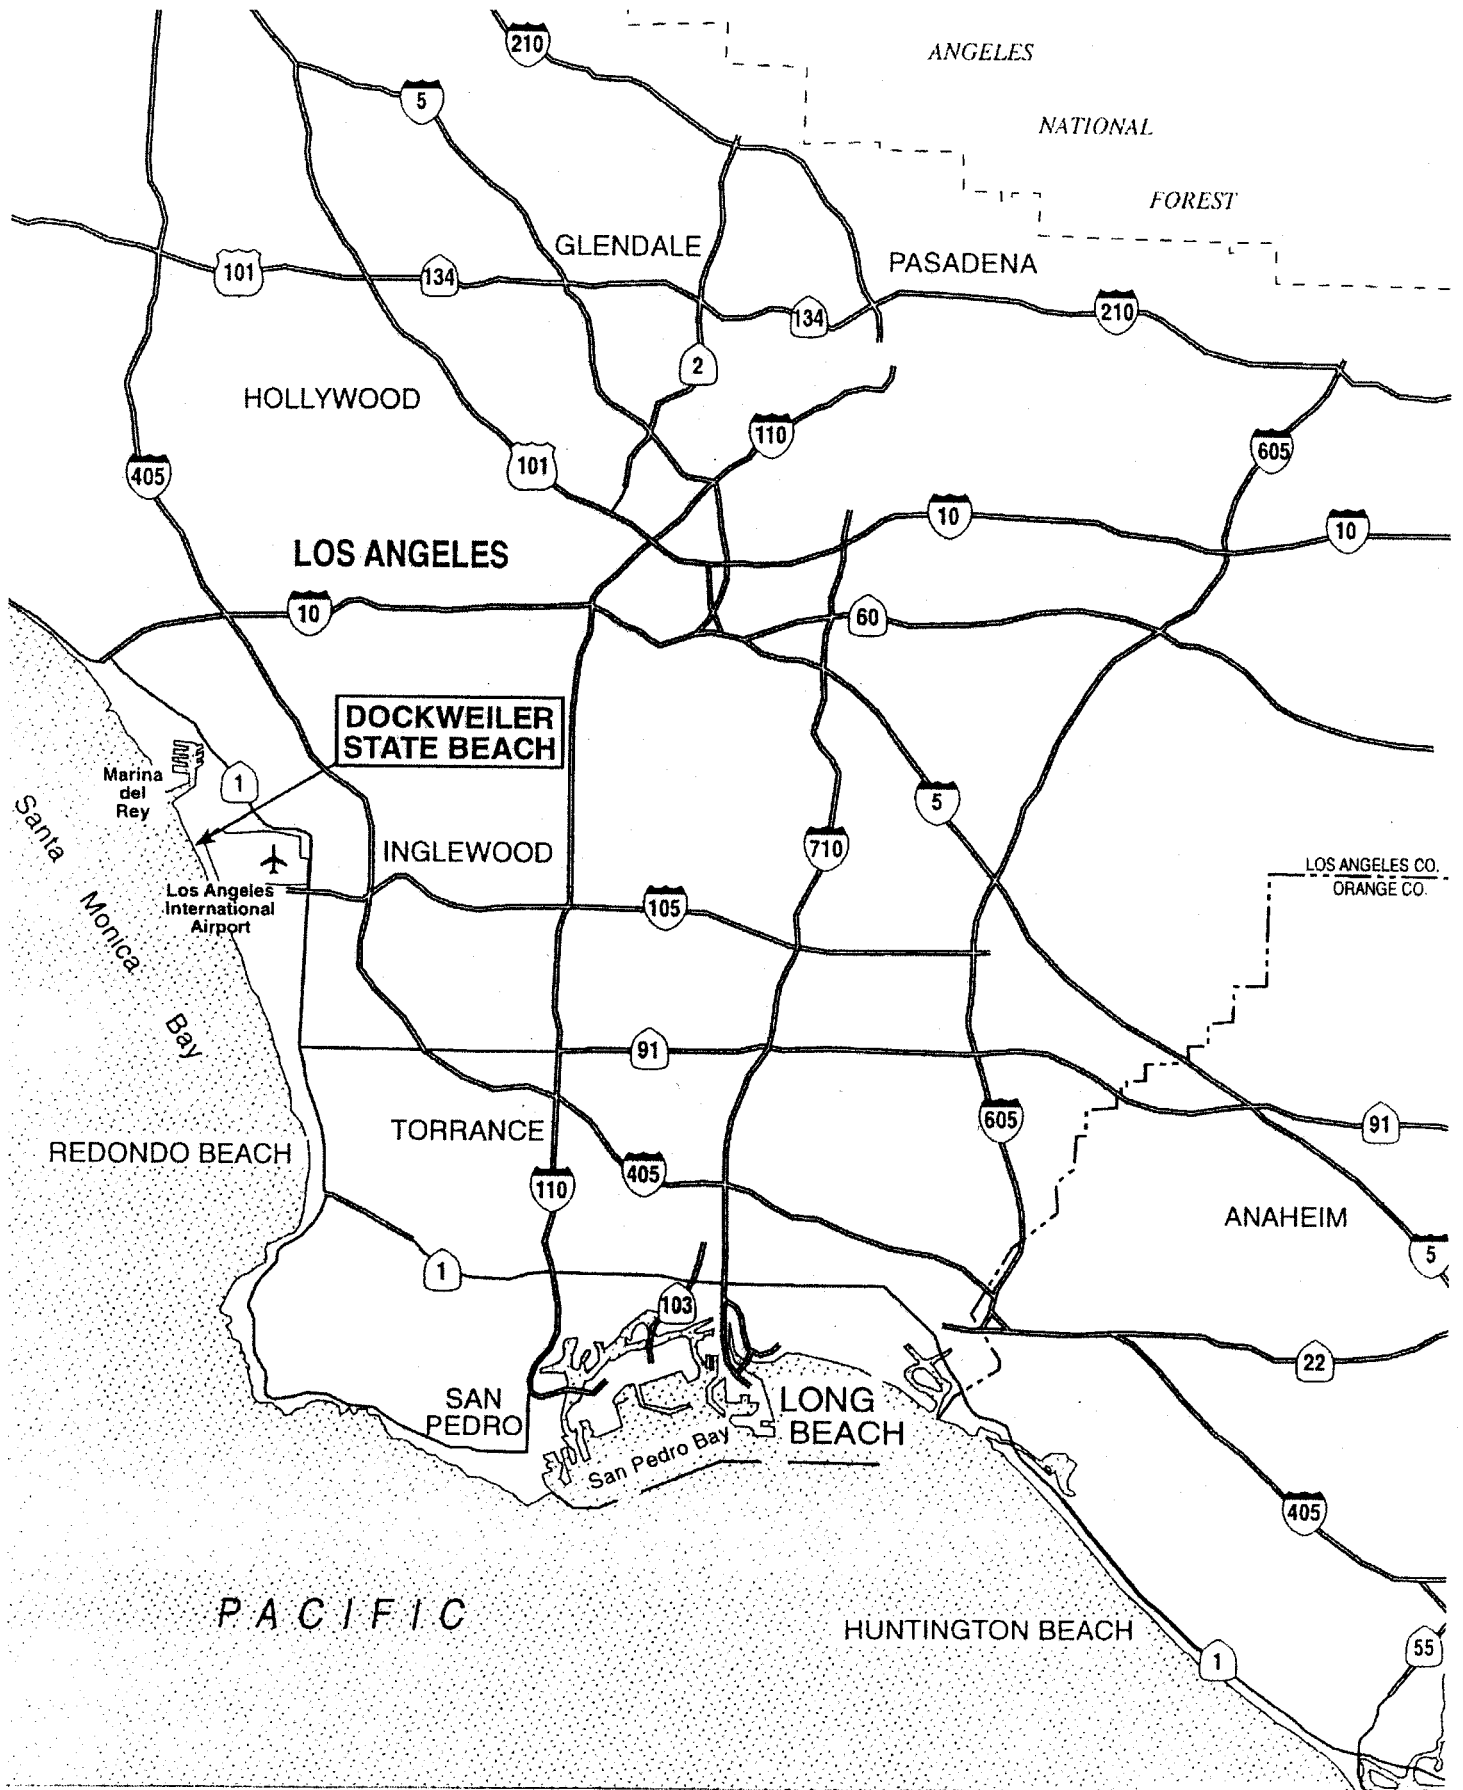 210
ANGELES
5
NATIONAL
FOREST
GLENDALE
PASADENA
101
134
134
210
2
HOLLYWOOD
110
605
101
405
10
10
LOS ANGELES
10
60
DOCKWEILER
STATE BEACH
Marina
del
Rey
1
5
Santa
Monica
Bay
710
INGLEWOOD
LOS ANGELES CO.
ORANGE CO.
Los Angeles
International
Airport
105
91
605
91
TORRANCE
REDONDO BEACH
405
110
ANAHEIM
5
1
103
22
SAN
PEDRO
LONG
BEACH
San Pedro Bay
405
PACIFIC
HUNTINGTON BEACH
1
55